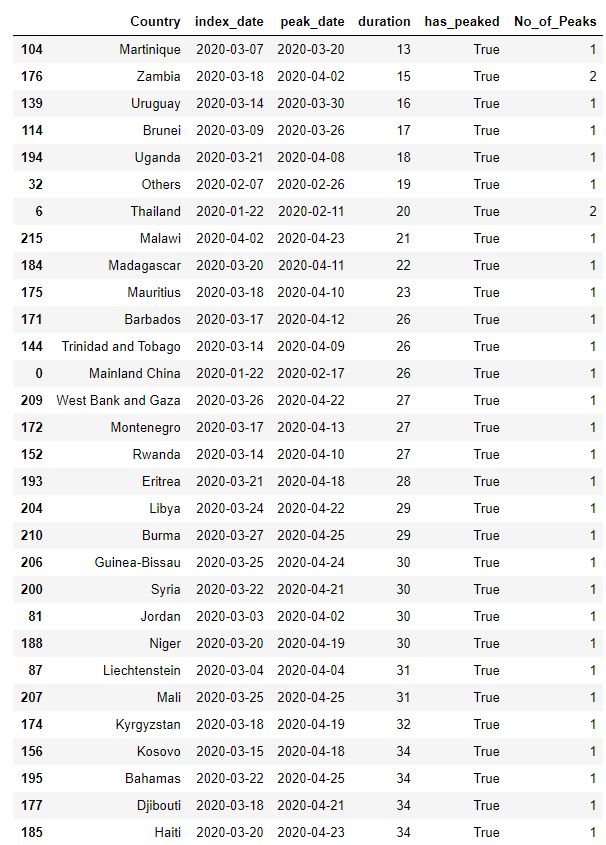 Country index_date peak_date duration has_peaked No_of_Peaks
104 Martinique 2020-03-07 2020-03-20 13 True 1
176 Zambia 2020-03-18 2020-04-02 15 True 2
139 Uruguay 2020-03-14 2020-03-30 16 True 1
114 Brunei 2020-03-09 2020-03-26 17 True 1
194 Uganda 2020-03-21 2020-04-08 18 True 1
32 Others 2020-02-07 2020-02-26 19 True 1
6 Thailand 2020-01-22 2020-02-11 20 True 2
215 Malawi 2020-04-02 2020-04-23 21 True 1
184 Madagascar 2020-03-20 2020-04-11 22 True 1
175 Mauritius 2020-03-18 2020-04-10 23 True 1
171 Barbados 2020-03-17 2020-04-12 26 True 1
144 Trinidad and Tobago 2020-03-14 2020-04-09 26 True 1
0 Mainland China 2020-01-22 2020-02-17 26 True 1
209 West Bank and Gaza 2020-03-26 2020-04-22 27 True 1
172 Montenegro 2020-03-17 2020-04-13 27 True 1
152 Rwanda 2020-03-14 2020-04-10 27 True 1
193 Eritrea 2020-03-21 2020-04-18 28 True 1
204 Libya 2020-03-24 2020-04-22 29 True 1
210 Burma 2020-03-27 2020-04-25 29 True 1
206 Guinea-Bissau 2020-03-25 2020-04-24 30 True 1
200 Syria 2020-03-22 2020-04-21 30 True 1
81 Jordan 2020-03-03 2020-04-02 30 True 1
188 Niger 2020-03-20 2020-04-19 30 True 1
87 Liechtenstein 2020-03-04 2020-04-04 31 True 1
207 Mali 2020-03-25 2020-04-25 31 True 1
174 Kyrgyzstan 2020-03-18 2020-04-19 32 True 1
156 Kosovo 2020-03-15 2020-04-18 34 True 1
195 Bahamas 2020-03-22 2020-04-25 34 True 1
177 Djibouti 2020-03-18 2020-04-21 34 True 1
185 Haiti 2020-03-20 2020-04-23 34 True 1